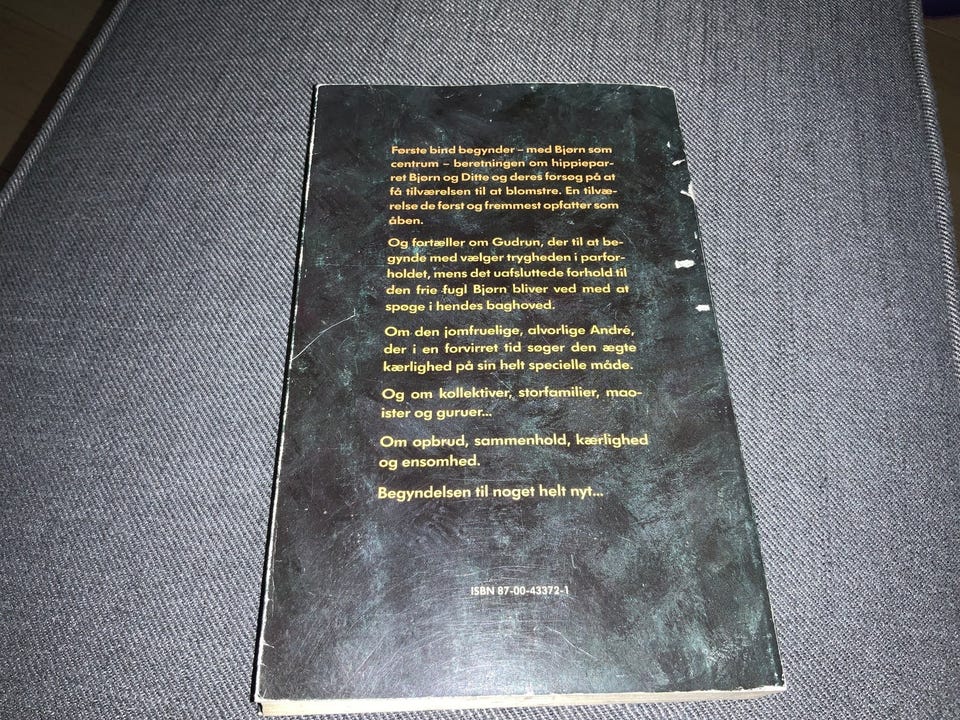 Første bind begynder – med Bjørn som
centrum – beretningen om hippiepar-
ret Bjørn og Ditte og deres forsøg på at
få tilværelsen til at blomstre. En tilvæ-
relse de først og fremmest opfatter som
åben.
Og fortæller om Gudrun, der til at be-
gynde med vælger trygheden i parfor-
holdet, mens det uafsluttede forhold til
den frie fugl Bjørn bliver ved med at
spøge i hendes baghoved.
Om den jomfruelige, alvorlige André,
der i en forvirret tid søger den ægte
kærlighed på sin helt specielle måde.
Og om kollektiver, storfamilier, mao-
ister og guruer...
Om opbrud, sammenhold, kærlighed
og ensomhed.
Begyndelsen til noget helt nyt...
ISBN 87-00-43372-1